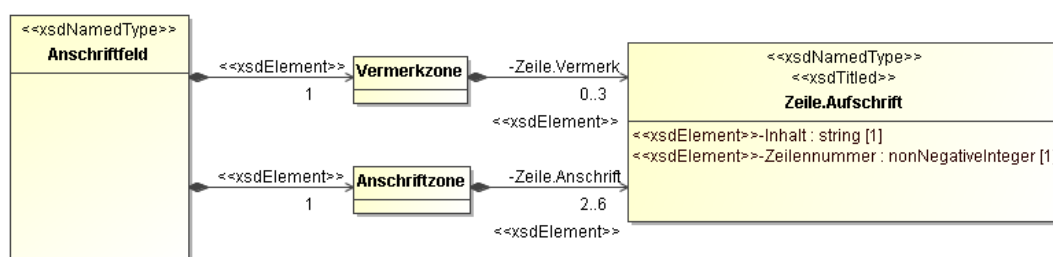 <<xsdNamedType>>
Anschriftfeld
<<xsdElement>>
1
Vermerkzone
-Zeile.Vermerk
0..3
<<xsdElement>>
<<xsdNamedType>>
<<xsdTitled>>
Zeile.Aufschrift
<<xsdElement>>-Inhalt : string [1]
<<xsdElement>>-Zeilennummer : nonNegativeInteger [1]
<<xsdElement>>
1
Anschriftzone
-Zeile.Anschrift
2..6
<<xsdElement>>